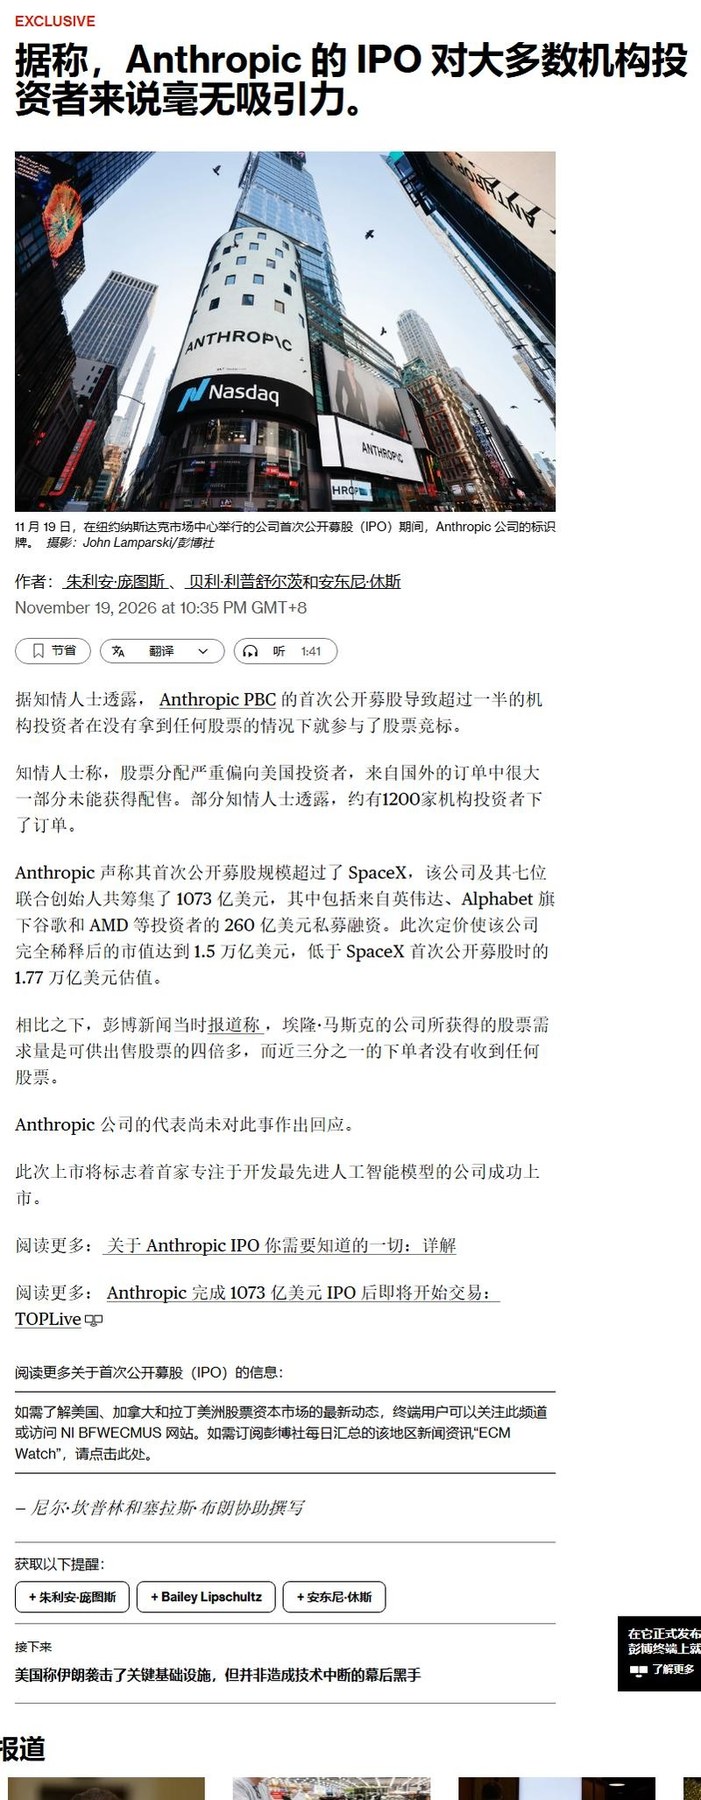 EXCLUSIVE
据称，Anthropic 的 IPO 对大多数机构投
资者来说毫无吸引力。
ANTHROPIC
ANTHROP\C
Nasdaq
ANTHROP\C
HROP
11 月 19 日，在纽约纳斯达克市场中心举行的公司首次公开募股（IPO）期间，Anthropic 公司的标识
牌。 摄影：John Lamparski/彭博社
作者： 朱利安·庞图斯 、 贝利·利普舒尔茨和安东尼·休斯
November 19, 2026 at 10:35 PM GMT+8
节省 翻译 听 1:41
据知情人士透露， Anthropic PBC 的首次公开募股导致超过一半的机
构投资者在没有拿到任何股票的情况下就参与了股票竞标。
知情人士称，股票分配严重偏向美国投资者，来自国外的订单中很大
一部分未能获得配售。部分知情人士透露，约有1200家机构投资者下
了订单。
Anthropic 声称其首次公开募股规模超过了 SpaceX，该公司及其七位
联合创始人共筹集了 1073 亿美元，其中包括来自英伟达、Alphabet 旗
下谷歌和 AMD 等投资者的 260 亿美元私募融资。此次定价使该公司
完全稀释后的市值达到 1.5 万亿美元，低于 SpaceX 首次公开募股时的
1.77 万亿美元估值。
相比之下，彭博新闻当时报道称 ，埃隆·马斯克的公司所获得的股票需
求量是可供出售股票的四倍多，而近三分之一的下单者没有收到任何
股票。
Anthropic 公司的代表尚未对此事作出回应。
此次上市将标志着首家专注于开发最先进人工智能模型的公司成功上
市。
阅读更多： 关于 Anthropic IPO 你需要知道的一切：详解
阅读更多： Anthropic 完成 1073 亿美元 IPO 后即将开始交易：
TOPLive
阅读更多关于首次公开募股（IPO）的信息：
如需了解美国、加拿大和拉丁美洲股票资本市场的最新动态，终端用户可以关注此频道
或访问 NI BFWECMUS 网站。如需订阅彭博社每日汇总的该地区新闻资讯“ECM
Watch”，请点击此处。
– 尼尔·坎普林和塞拉斯·布朗协助撰写
获取以下提醒：
+ 朱利安·庞图斯 + Bailey Lipschultz + 安东尼·休斯
在它正式发布
彭博终端上就
了解更多
接下来
美国称伊朗袭击了关键基础设施，但并非造成技术中断的幕后黑手
报道